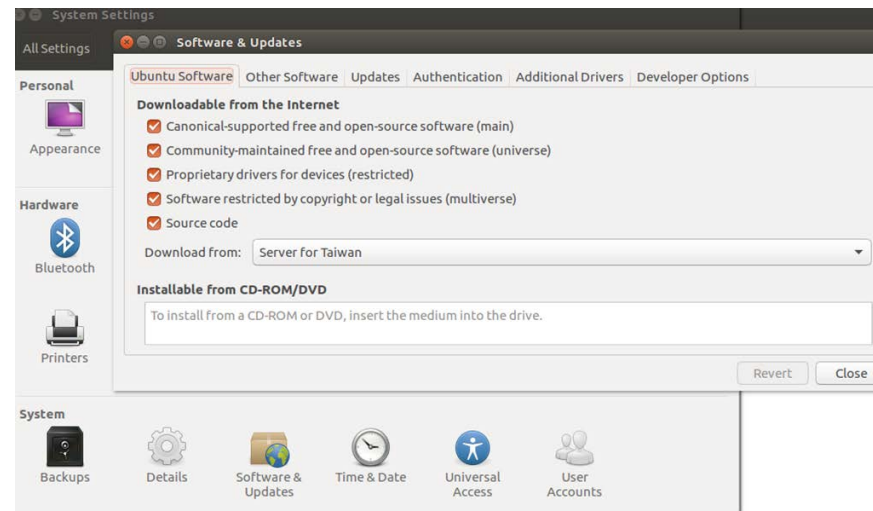 System Settings
All Settings
Software & Updates
Personal
Appearance
Hardware
Bluetooth
Printers
Ubuntu Software
Other Software
Updates
Authentication
Additional Drivers
Developer Options
Downloadable from the Internet
Canonical-supported free and open-source software (main)
Community-maintained free and open-source software (universe)
Proprietary drivers for devices (restricted)
Software restricted by copyright or legal issues (multiverse)
Source code
Download from: Server for Taiwan
Installable from CD-ROM/DVD
To install from a CD-ROM or DVD, insert the medium into the drive.
Revert
Close
System
Backups
Details
Software &
Updates
Time & Date
Universal
Access
User
Accounts